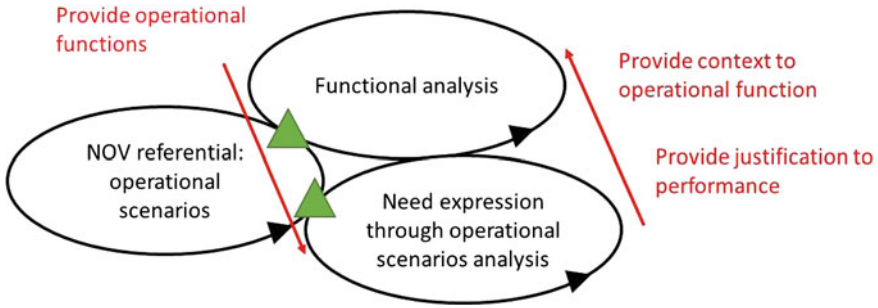 Provide operational
functions
Functional analysis
Provide context to
operational function
NOV referential:
operational
scenarios
Provide justification to
performance
Need expression
through operational
scenarios analysis